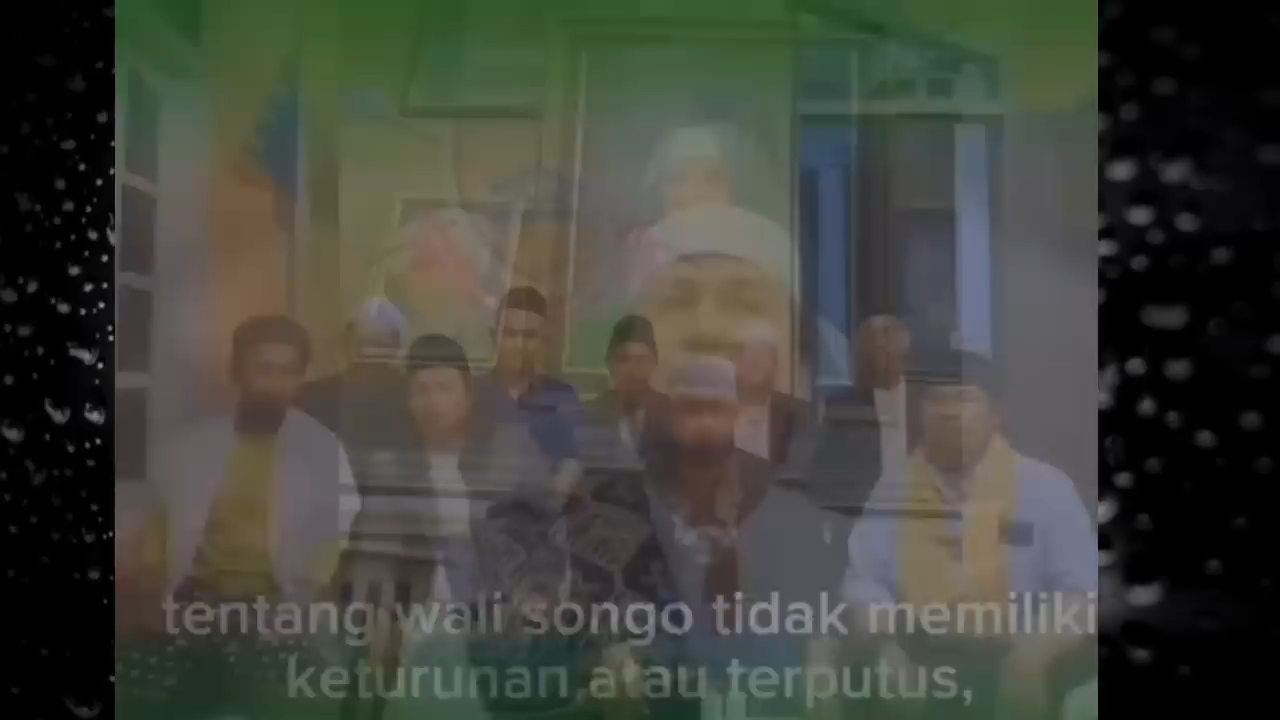 tentang wali songo tidak memiliki
keturunan atau terputus,